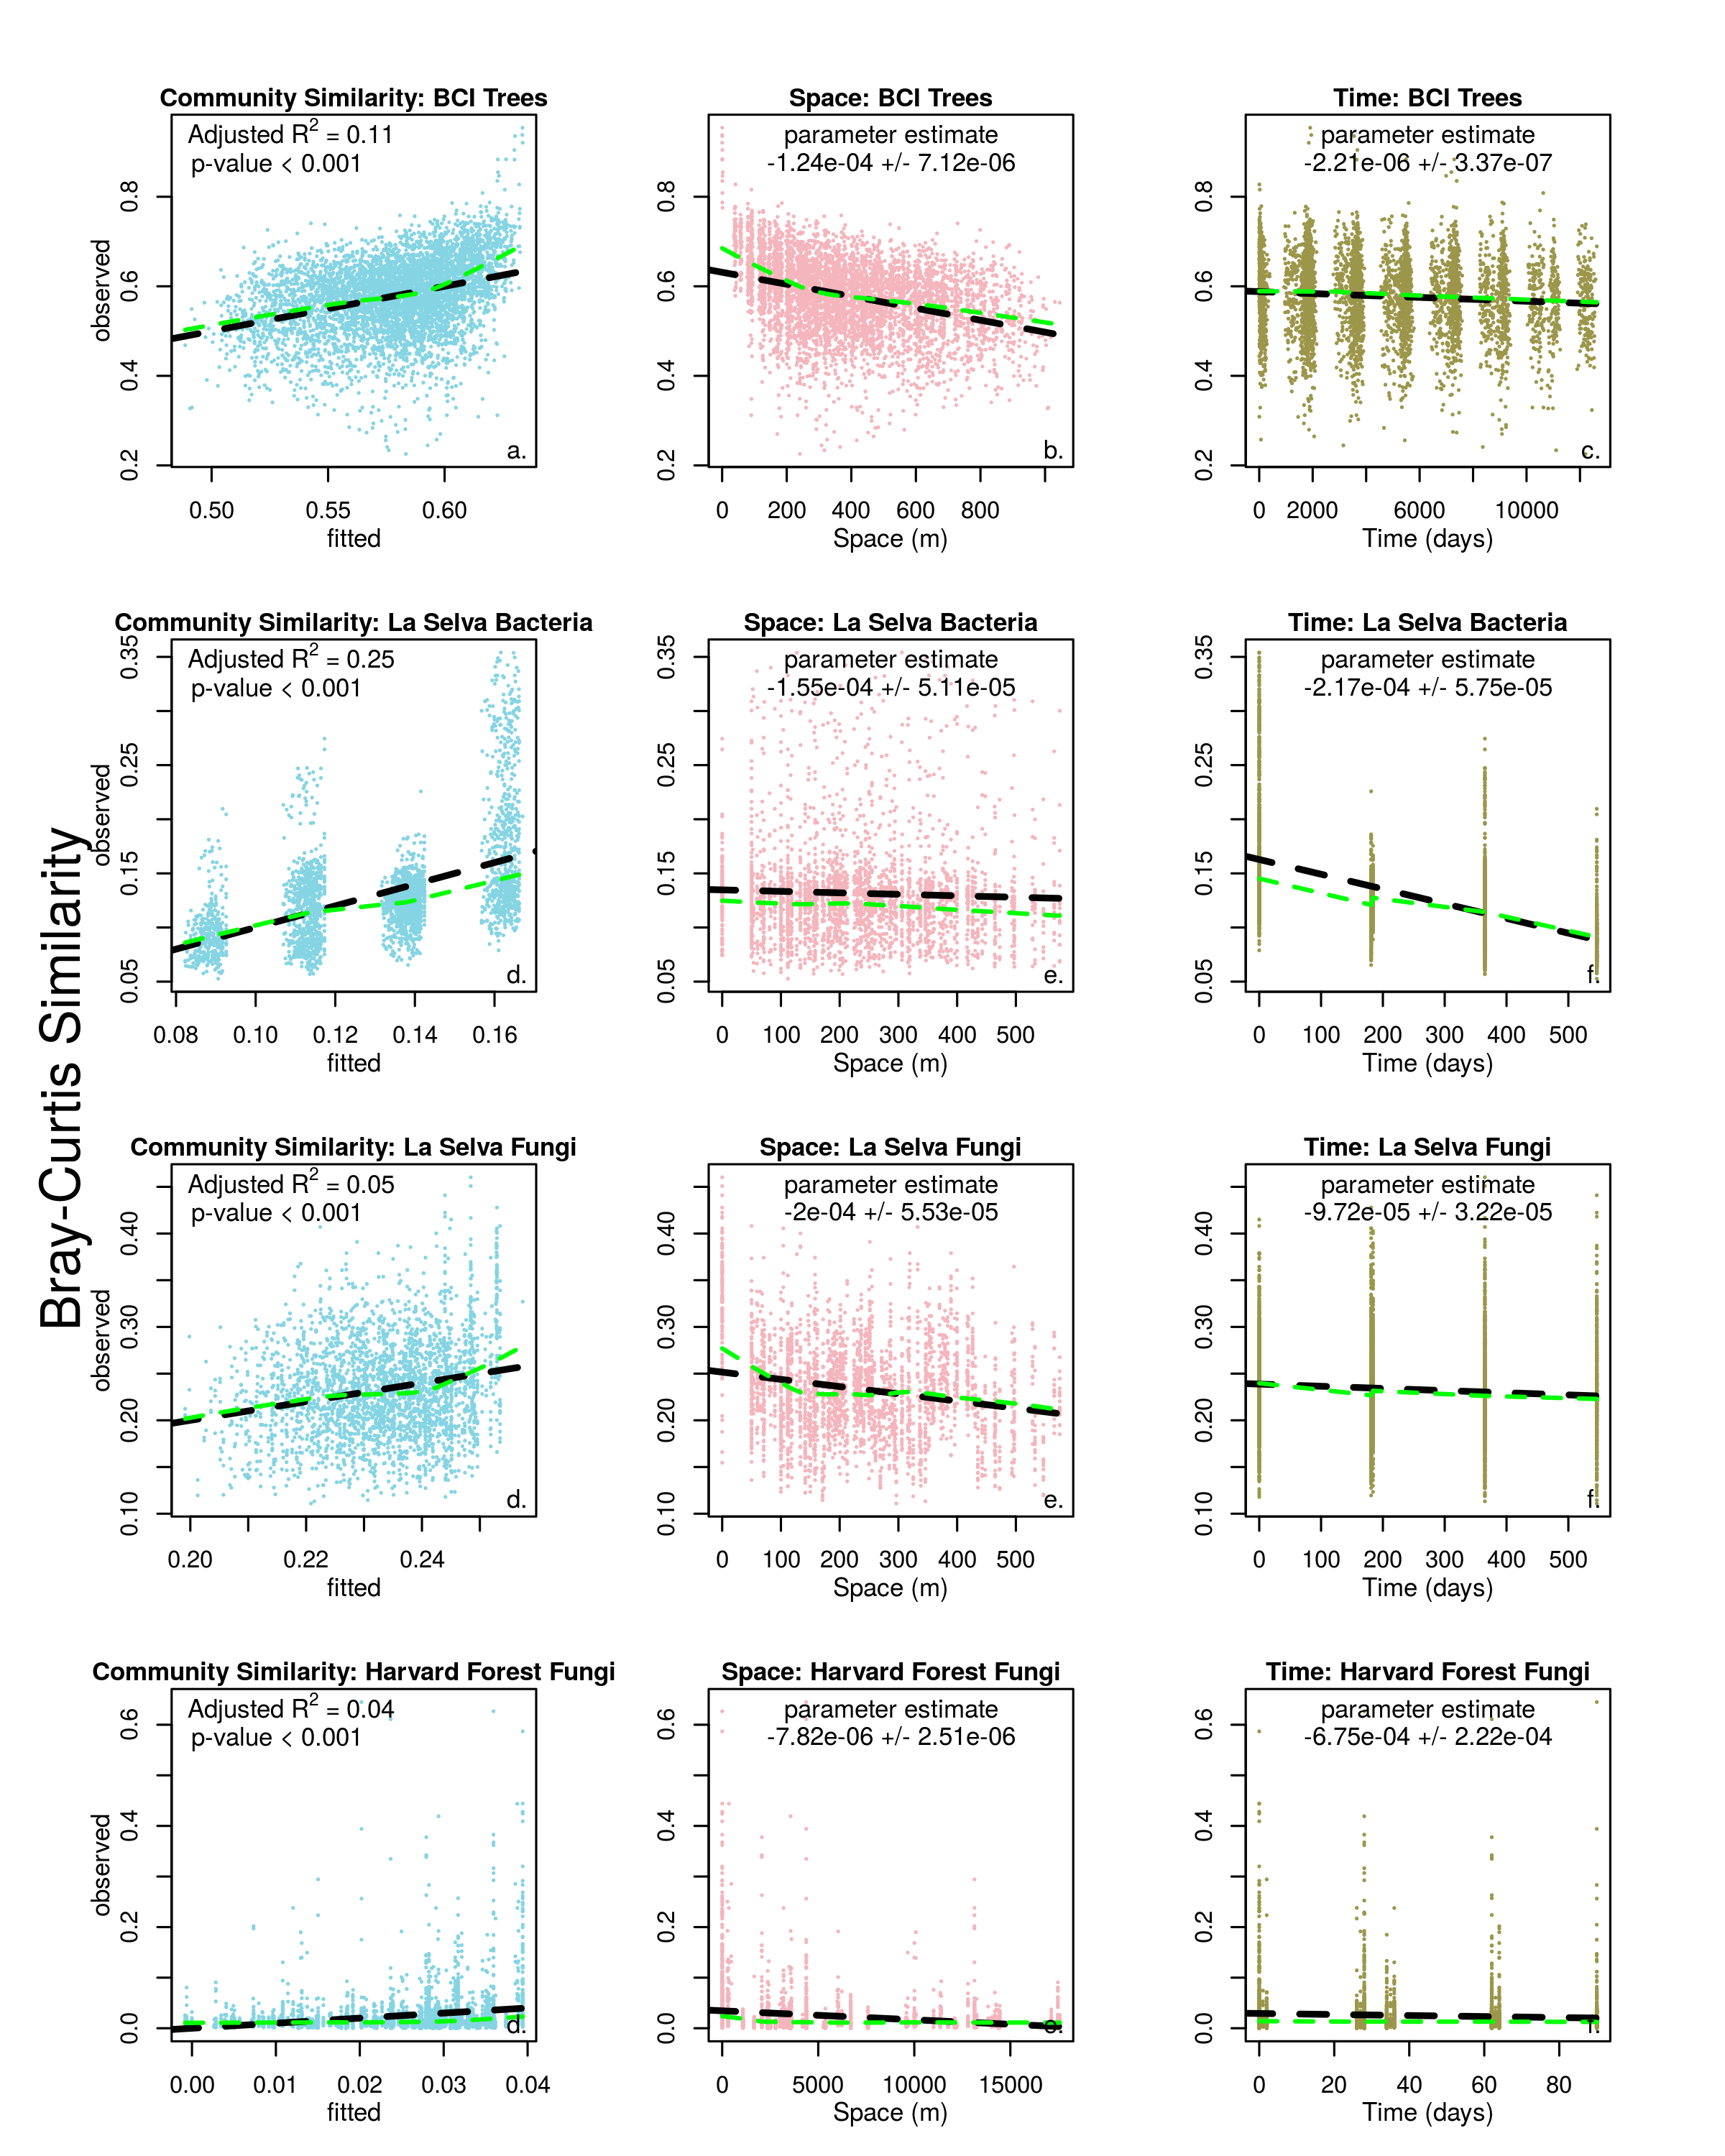 Bray-Curtis Similarity
Community Similarity: BCI Trees
Adjusted R2 = 0.11
p-value < 0.001
observed
0.2 0.4 0.6 0.8
a.
0.50 0.55 0.60
fitted
Space: BCI Trees
parameter estimate
-1.24e-04 +/- 7.12e-06
0.2 0.4 0.6 0.8
b.
0 200 400 600 800
Space (m)
Time: BCI Trees
parameter estimate
-2.21e-06 +/- 3.37e-07
0.2 0.4 0.6 0.8
c.
0 2000 6000 10000
Time (days)
Community Similarity: La Selva Bacteria
Adjusted R2 = 0.25
p-value < 0.001
observed
0.05 0.15 0.25 0.35
d.
0.08 0.10 0.12 0.14 0.16
fitted
Space: La Selva Bacteria
parameter estimate
-1.55e-04 +/- 5.11e-05
0.05 0.15 0.25 0.35
e.
0 100 200 300 400 500
Space (m)
Time: La Selva Bacteria
parameter estimate
-2.17e-04 +/- 5.75e-05
0.05 0.15 0.25 0.35
f.
0 100 200 300 400 500
Time (days)
Community Similarity: La Selva Fungi
Adjusted R2 = 0.05
p-value < 0.001
observed
0.10 0.20 0.30 0.40
d.
0.20 0.22 0.24
fitted
Space: La Selva Fungi
parameter estimate
-2e-04 +/- 5.53e-05
0.10 0.20 0.30 0.40
e.
0 100 200 300 400 500
Space (m)
Time: La Selva Fungi
parameter estimate
-9.72e-05 +/- 3.22e-05
0.10 0.20 0.30 0.40
f.
0 100 200 300 400 500
Time (days)
Community Similarity: Harvard Forest Fungi
Adjusted R2 = 0.04
p-value < 0.001
observed
0.0 0.2 0.4 0.6
d.
0.00 0.01 0.02 0.03 0.04
fitted
Space: Harvard Forest Fungi
parameter estimate
-7.82e-06 +/- 2.51e-06
0.0 0.2 0.4 0.6
e.
0 5000 10000 15000
Space (m)
Time: Harvard Forest Fungi
parameter estimate
-6.75e-04 +/- 2.22e-04
0.0 0.2 0.4 0.6
f.
0 20 40 60 80
Time (days)